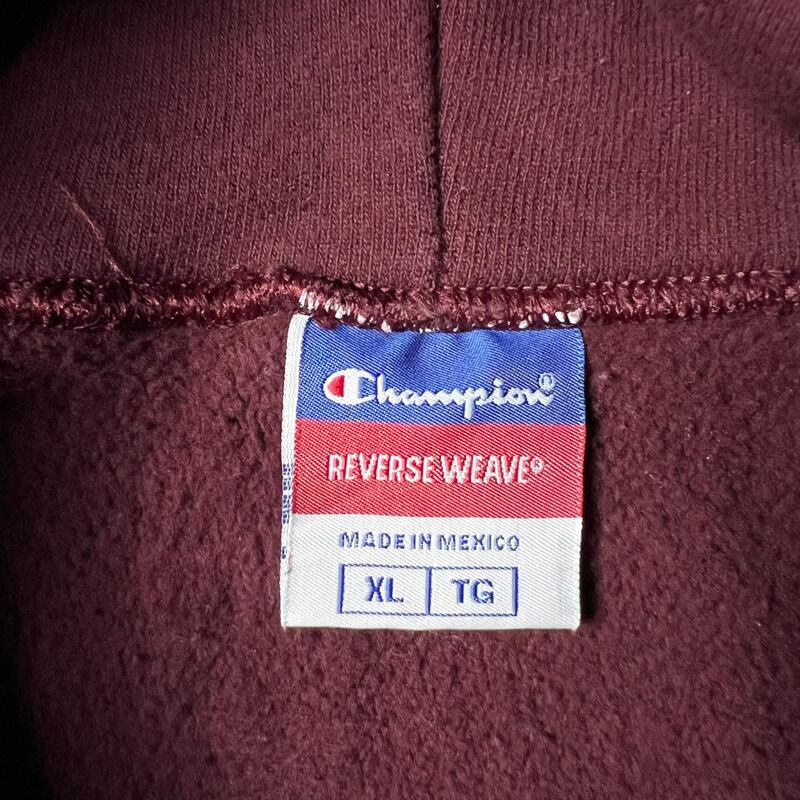 Champion®
REVERSE WEAVE®
MADE IN MEXICO
XL TG